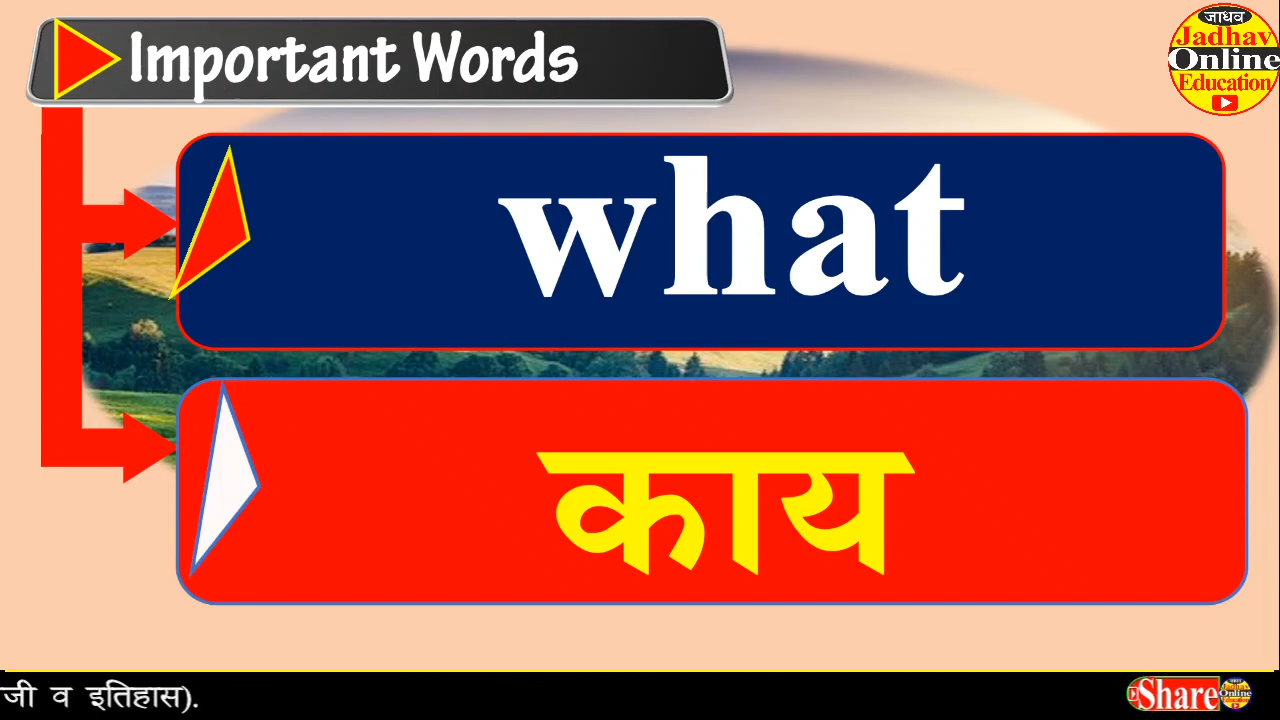 Important Words
जाधव
Jadhav
Online
Education
what
काय
जी व इतिहास).
Share